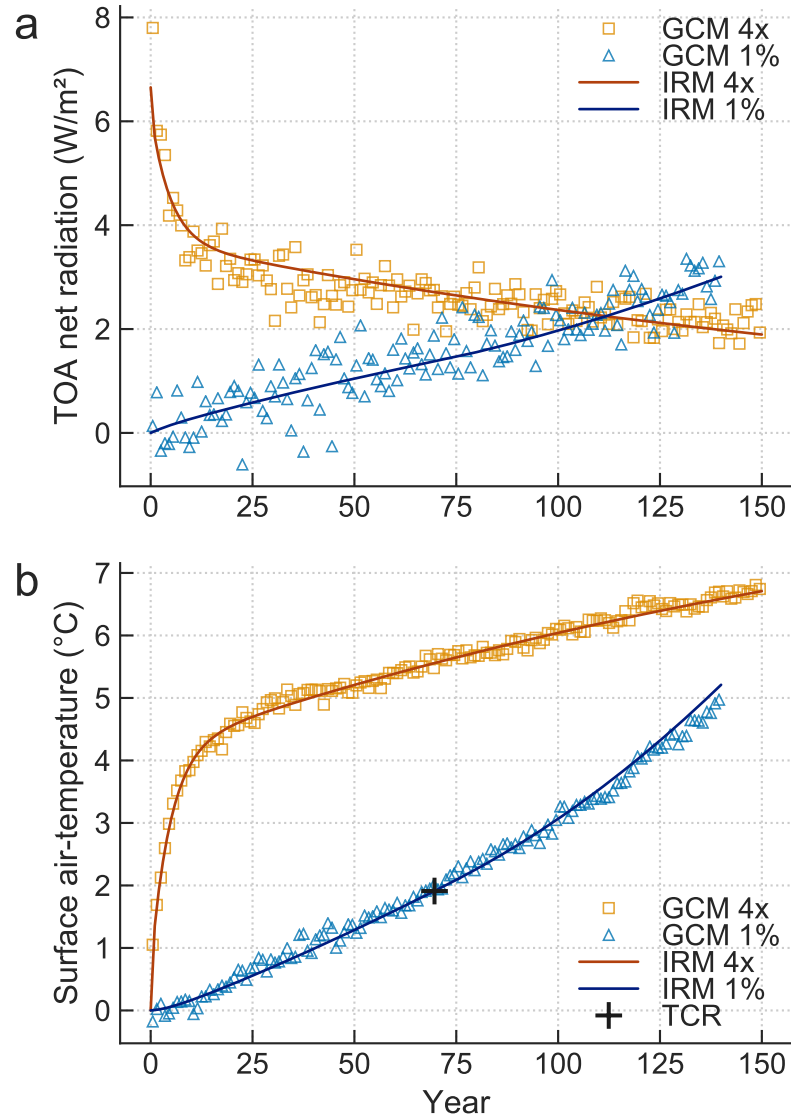 a
TOA net radiation (W/m²)
8
6
4
2
0
GCM 4x
GCM 1%
IRM 4x
IRM 1%
0 25 50 75 100 125 150
b
Surface air-temperature (°C)
7
6
5
4
3
2
1
0
GCM 4x
GCM 1%
IRM 4x
IRM 1%
TCR
0 25 50 75 100 125 150
Year